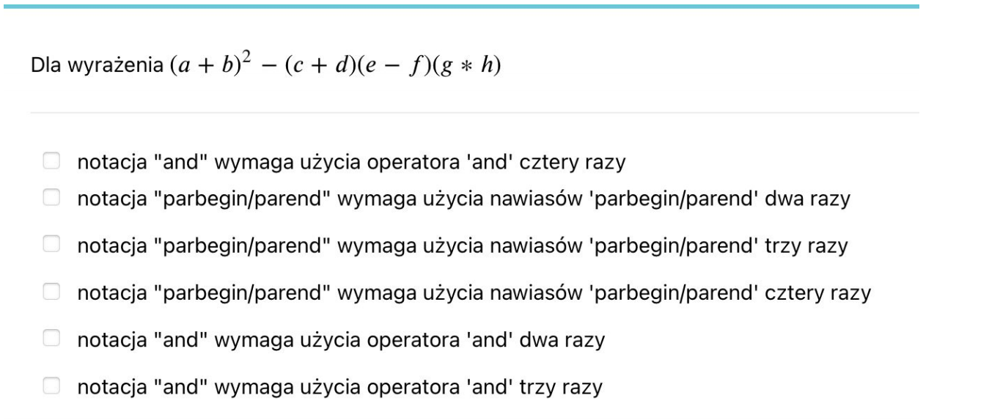 Dla wyrażenia (a + b)² − (c + d)(e − f)(g * h)
notacja "and" wymaga użycia operatora 'and' cztery razy
notacja "parbegin/parend" wymaga użycia nawiasów 'parbegin/parend' dwa razy
notacja "parbegin/parend" wymaga użycia nawiasów 'parbegin/parend' trzy razy
notacja "parbegin/parend" wymaga użycia nawiasów 'parbegin/parend' cztery razy
notacja "and" wymaga użycia operatora 'and' dwa razy
notacja "and" wymaga użycia operatora 'and' trzy razy